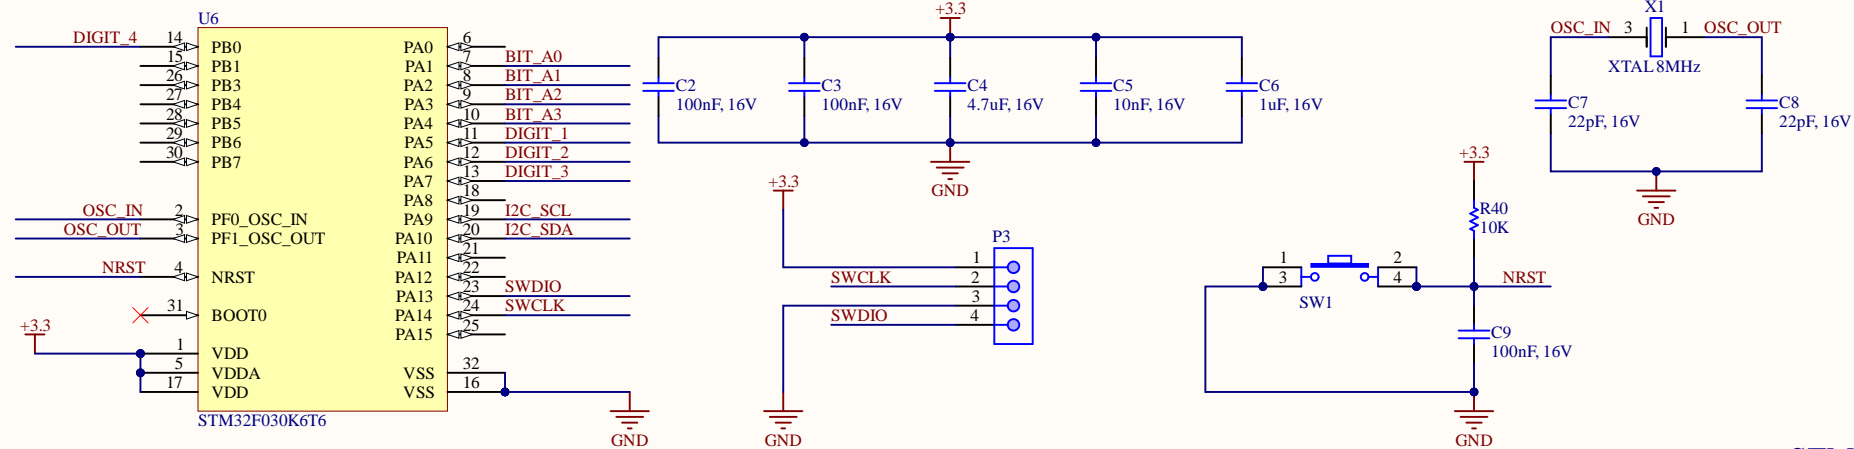 U6
DIGIT_4 14 PB0 PA0 6
15 PB1 PA1 7 BIT_A0
26 PB3 PA2 8 BIT_A1
27 PB4 PA3 9 BIT_A2
28 PB5 PA4 10 BIT_A3
29 PB6 PA5 11 DIGIT_1
30 PB7 PA6 12 DIGIT_2
PA7 13 DIGIT_3
PA8 18
OSC_IN 2 PF0_OSC_IN PA9 19 I2C_SCL
OSC_OUT 3 PF1_OSC_OUT PA10 20 I2C_SDA
PA11 21
NRST 4 NRST PA12 22
PA13 23 SWDIO
31 BOOT0 PA14 24 SWCLK
PA15 25
+3.3
1 VDD
5 VDDA VSS 32
17 VDD VSS 16
STM32F030K6T6
GND
+3.3
C2
100nF, 16V
C3
100nF, 16V
C4
4.7uF, 16V
C5
10nF, 16V
C6
1uF, 16V
GND
+3.3
P3
1
SWCLK 2
3
SWDIO 4
GND
X1
OSC_IN 3 1 OSC_OUT
XTAL8MHz
C7
22pF, 16V
C8
22pF, 16V
GND
+3.3
R40
10K
1 2
3 4
SW1
NRST
C9
100nF, 16V
GND